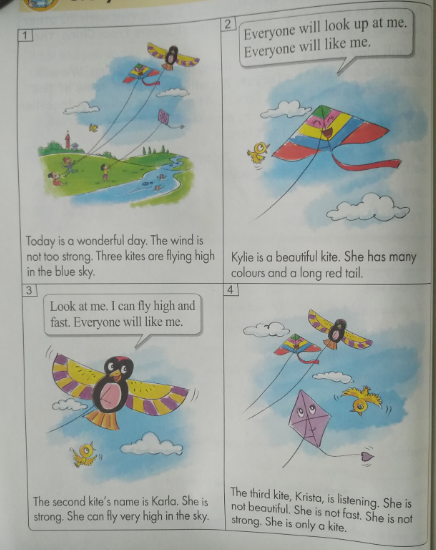 1
Today is a wonderful day. The wind is
not too strong. Three kites are flying high
in the blue sky.
2
Everyone will look up at me.
Everyone will like me.
Kylie is a beautiful kite. She has many
colours and a long red tail.
3
Look at me. I can fly high and
fast. Everyone will like me.
The second kite's name is Karla. She is
strong. She can fly very high in the sky.
4
The third kite, Krista, is listening. She is
not beautiful. She is not fast. She is not
strong. She is only a kite.